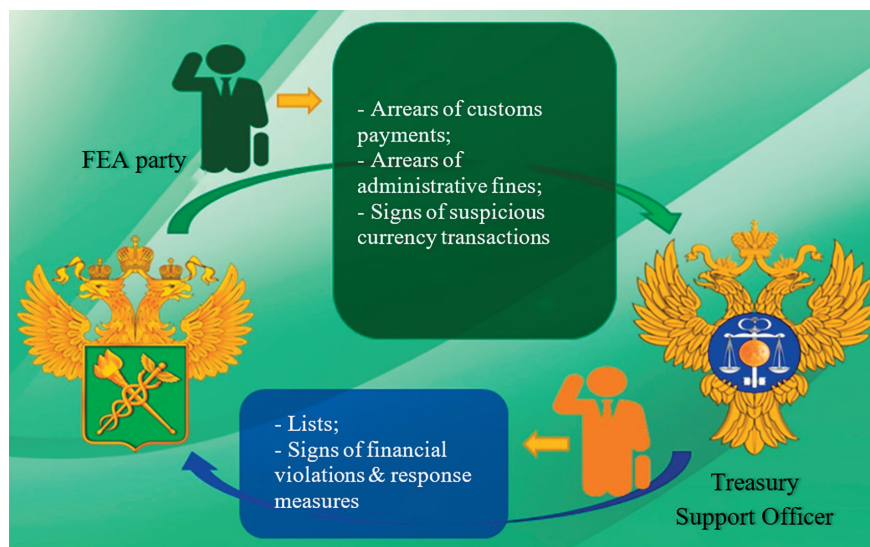 FEA party
- Arrears of customs
payments;
- Arrears of
administrative fines;
- Signs of suspicious
currency transactions
- Lists;
- Signs of financial
violations & response
measures
Treasury
Support Officer